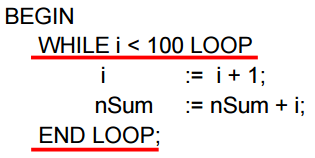 BEGIN
WHILE i < 100 LOOP
i := i + 1;
nSum := nSum + i;
END LOOP;